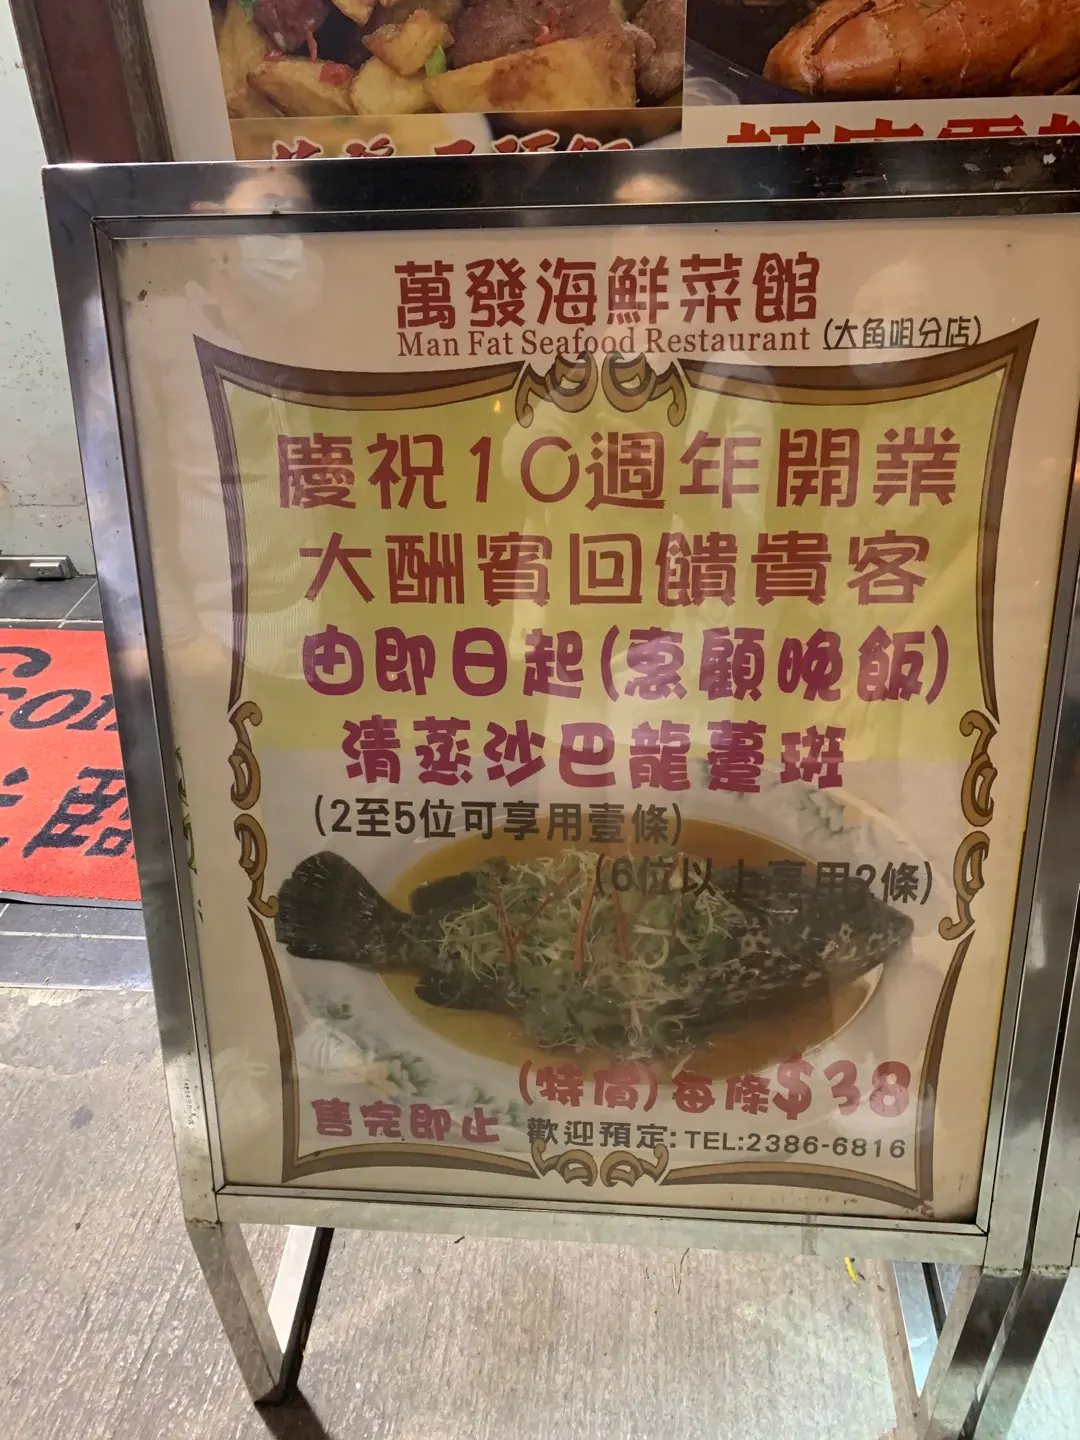 萬發海鮮菜館
Man Fat Seafood Restaurant (大角咀分店)
慶祝10週年開業
大酬賓回饋貴客
由即日起(惠顧晚飯)
清蒸沙巴龍躉斑
(2至5位可享用壹條)
(6位以上享用2條)
(特價)每條$38
售完即止 歡迎預定:TEL:2386-6816